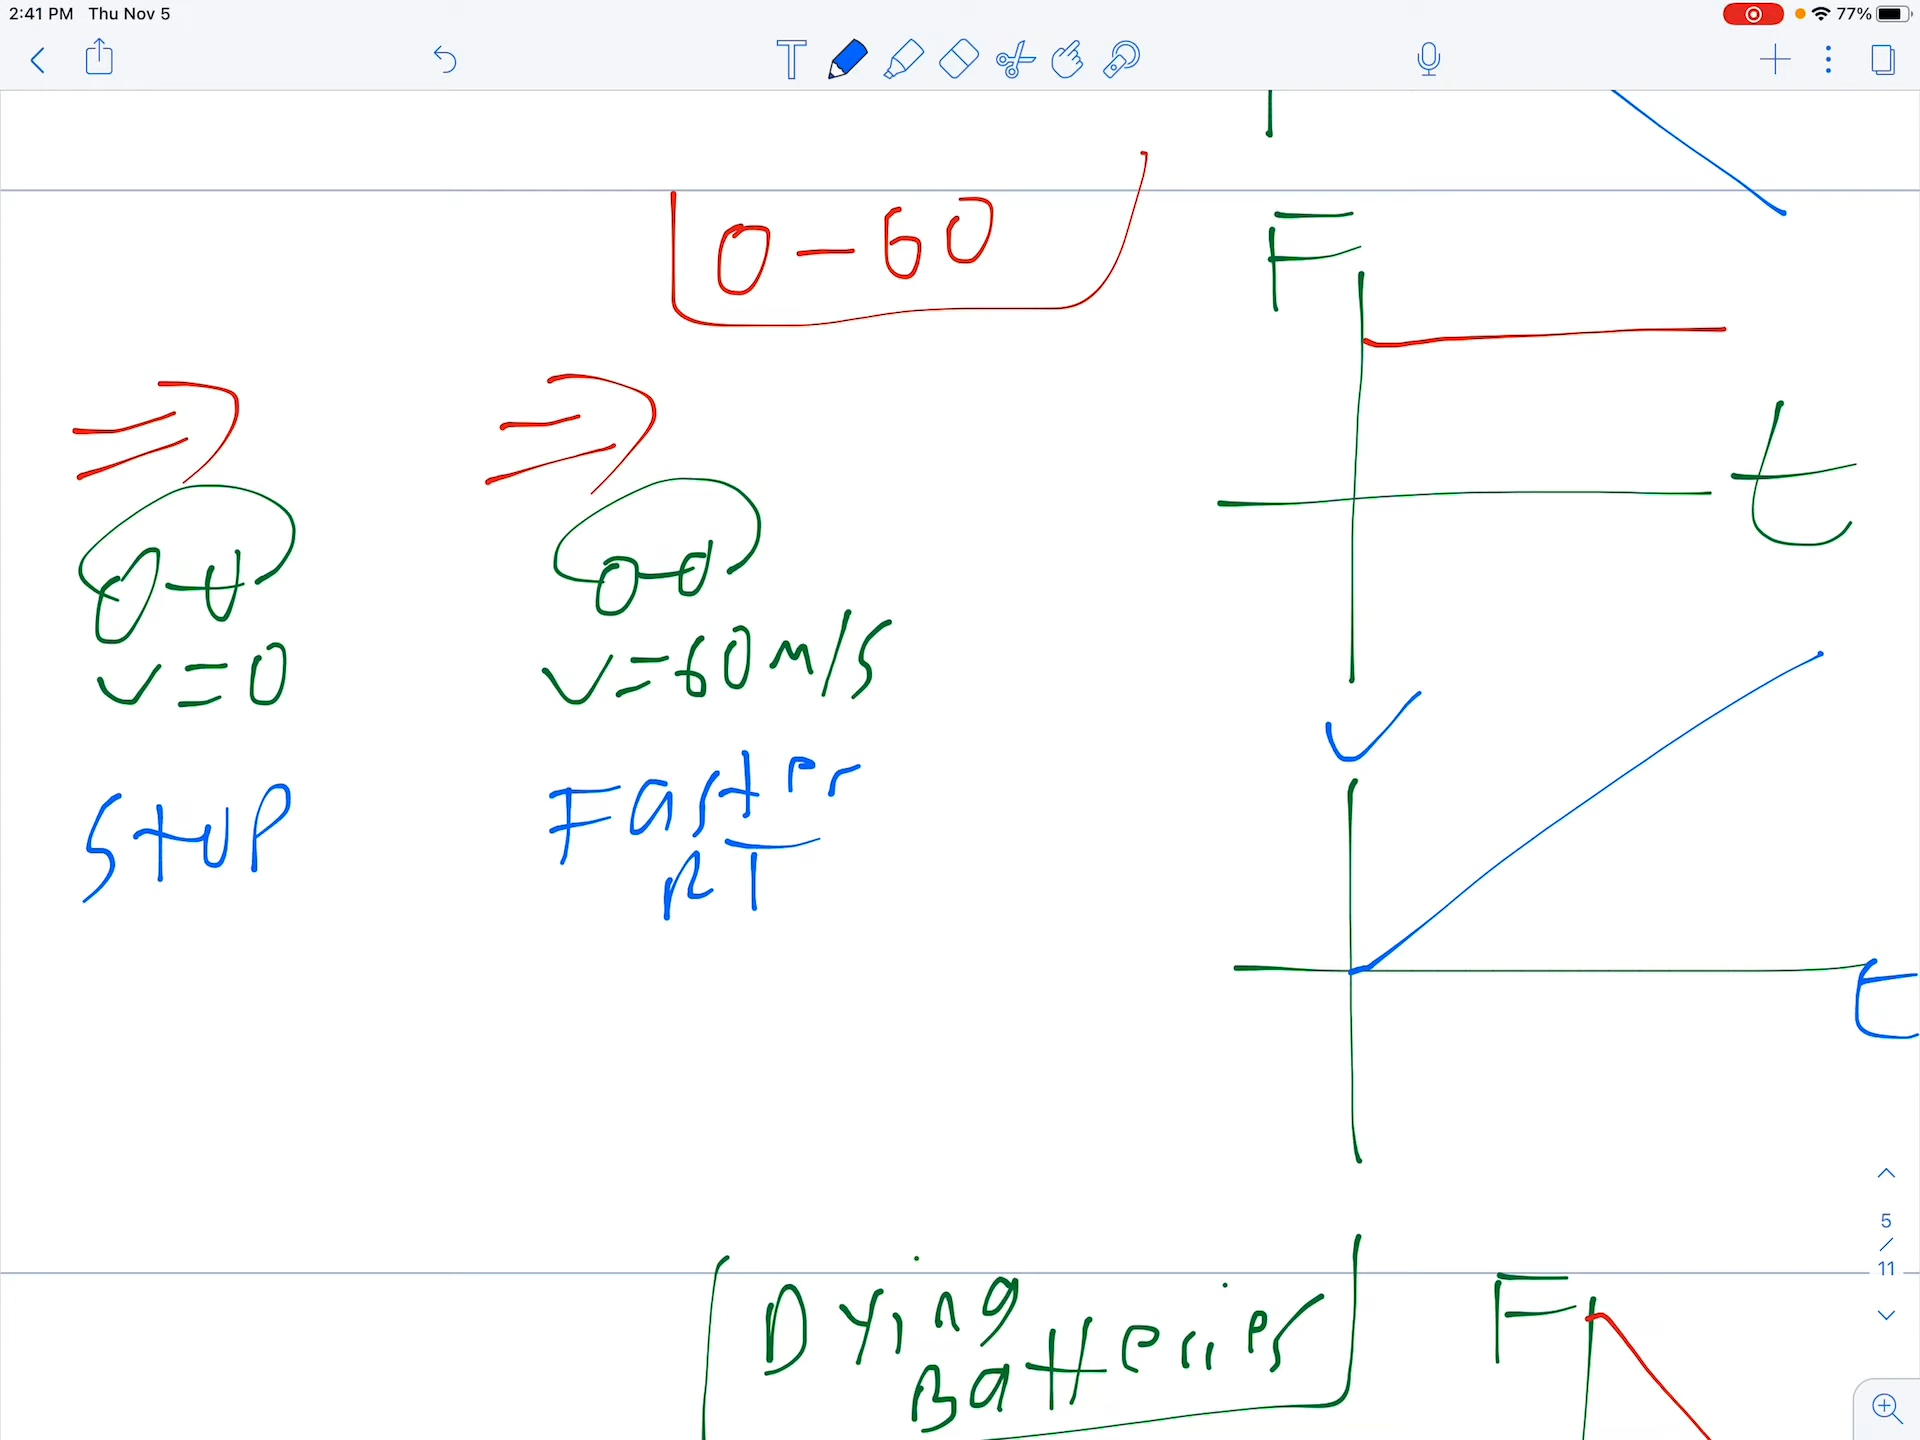 2:41 PM Thu Nov 5
77%
T
0-60
F
t
v=0
v=60m/s
v
STOP
Faster
RT
t
5
/
11
Dying
Batteries
F